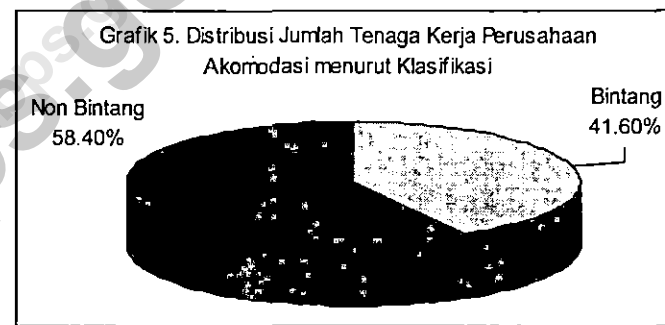 Grafik 5. Distribusi Jumlah Tenaga Kerja Perusahaan
Akomodasi menurut Klasifikasi
Non Bintang
58.40%
Bintang
41.60%